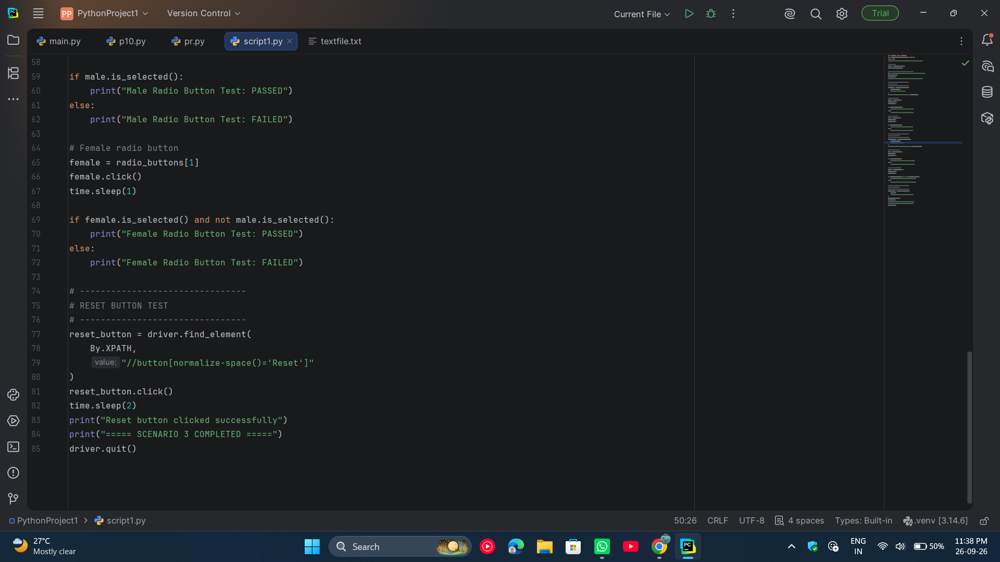 PP PythonProject1 Version Control Current File Trial
main.py p10.py pr.py script1.py textfile.txt
58
59 if male.is_selected():
60 print("Male Radio Button Test: PASSED")
61 else:
62 print("Male Radio Button Test: FAILED")
63
64 # Female radio button
65 female = radio_buttons[1]
66 female.click()
67 time.sleep(1)
68
69 if female.is_selected() and not male.is_selected():
70 print("Female Radio Button Test: PASSED")
71 else:
72 print("Female Radio Button Test: FAILED")
73
74 # --------------------------------
75 # RESET BUTTON TEST
76 # --------------------------------
77 reset_button = driver.find_element(
78 By.XPATH,
79 value: "//button[normalize-space()='Reset']"
80 )
81 reset_button.click()
82 time.sleep(2)
83 print("Reset button clicked successfully")
84 print("===== SCENARIO 3 COMPLETED =====")
85 driver.quit()
PythonProject1 > script1.py 50:26 CRLF UTF-8 4 spaces Types: Built-in .venv [3.14.6]
27°C
Mostly clear
Search
ENG
IN
50%
11:38 PM
26-09-26